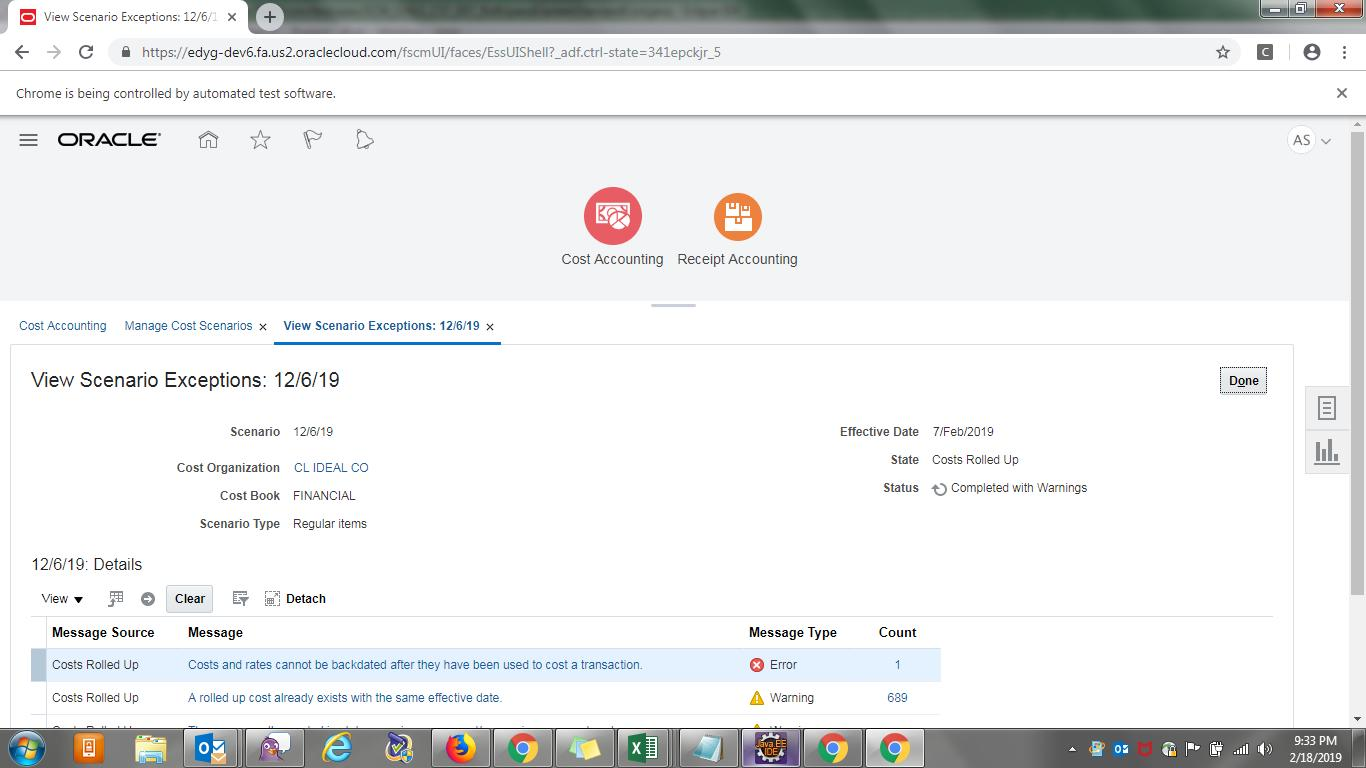 View Scenario Exceptions: 12/6/1
https://edyg-dev6.fa.us2.oraclecloud.com/fscmUI/faces/EssUIShell?_adf.ctrl-state=341epckjr_5
C
Chrome is being controlled by automated test software.
ORACLE
AS
Cost Accounting
Receipt Accounting
Cost Accounting Manage Cost Scenarios View Scenario Exceptions: 12/6/19
View Scenario Exceptions: 12/6/19
Done
Scenario 12/6/19
Effective Date 7/Feb/2019
Cost Organization CL IDEAL CO
State Costs Rolled Up
Cost Book FINANCIAL
Status Completed with Warnings
Scenario Type Regular items
12/6/19: Details
View Clear Detach
Message Source Message Message Type Count
Costs Rolled Up Costs and rates cannot be backdated after they have been used to cost a transaction. Error 1
Costs Rolled Up A rolled up cost already exists with the same effective date. Warning 689
Java EE
IDE
9:33 PM
2/18/2019